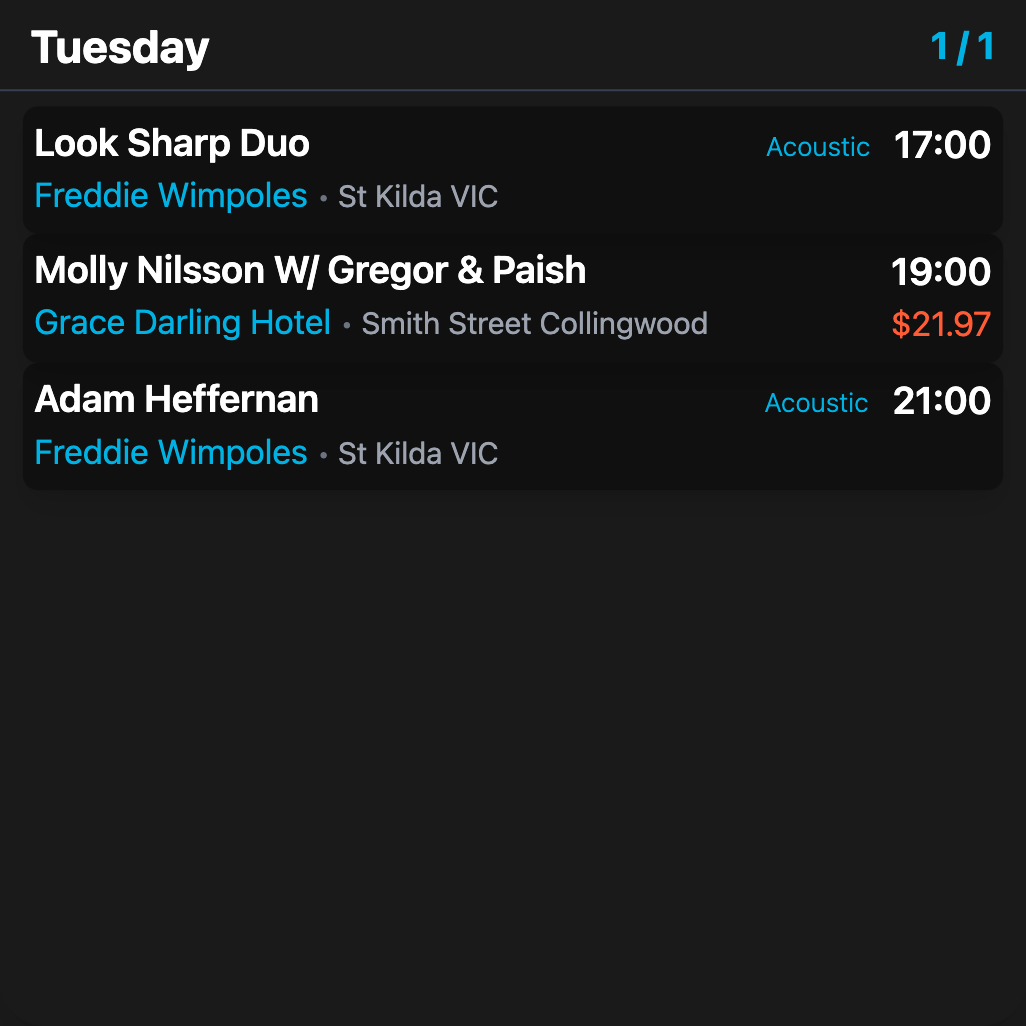 Tuesday 1 / 1
Look Sharp Duo Acoustic 17:00
Freddie Wimpoles • St Kilda VIC
Molly Nilsson W/ Gregor & Paish 19:00
Grace Darling Hotel • Smith Street Collingwood $21.97
Adam Heffernan Acoustic 21:00
Freddie Wimpoles • St Kilda VIC